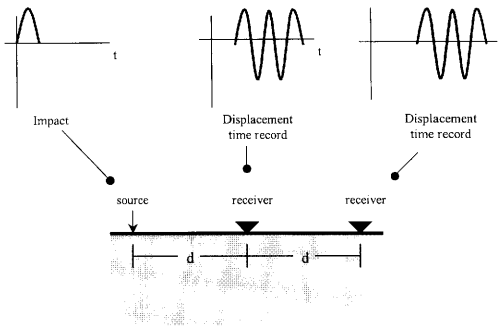 t
t
Impact
Displacement
time record
Displacement
time record
source
receiver
receiver
d
d